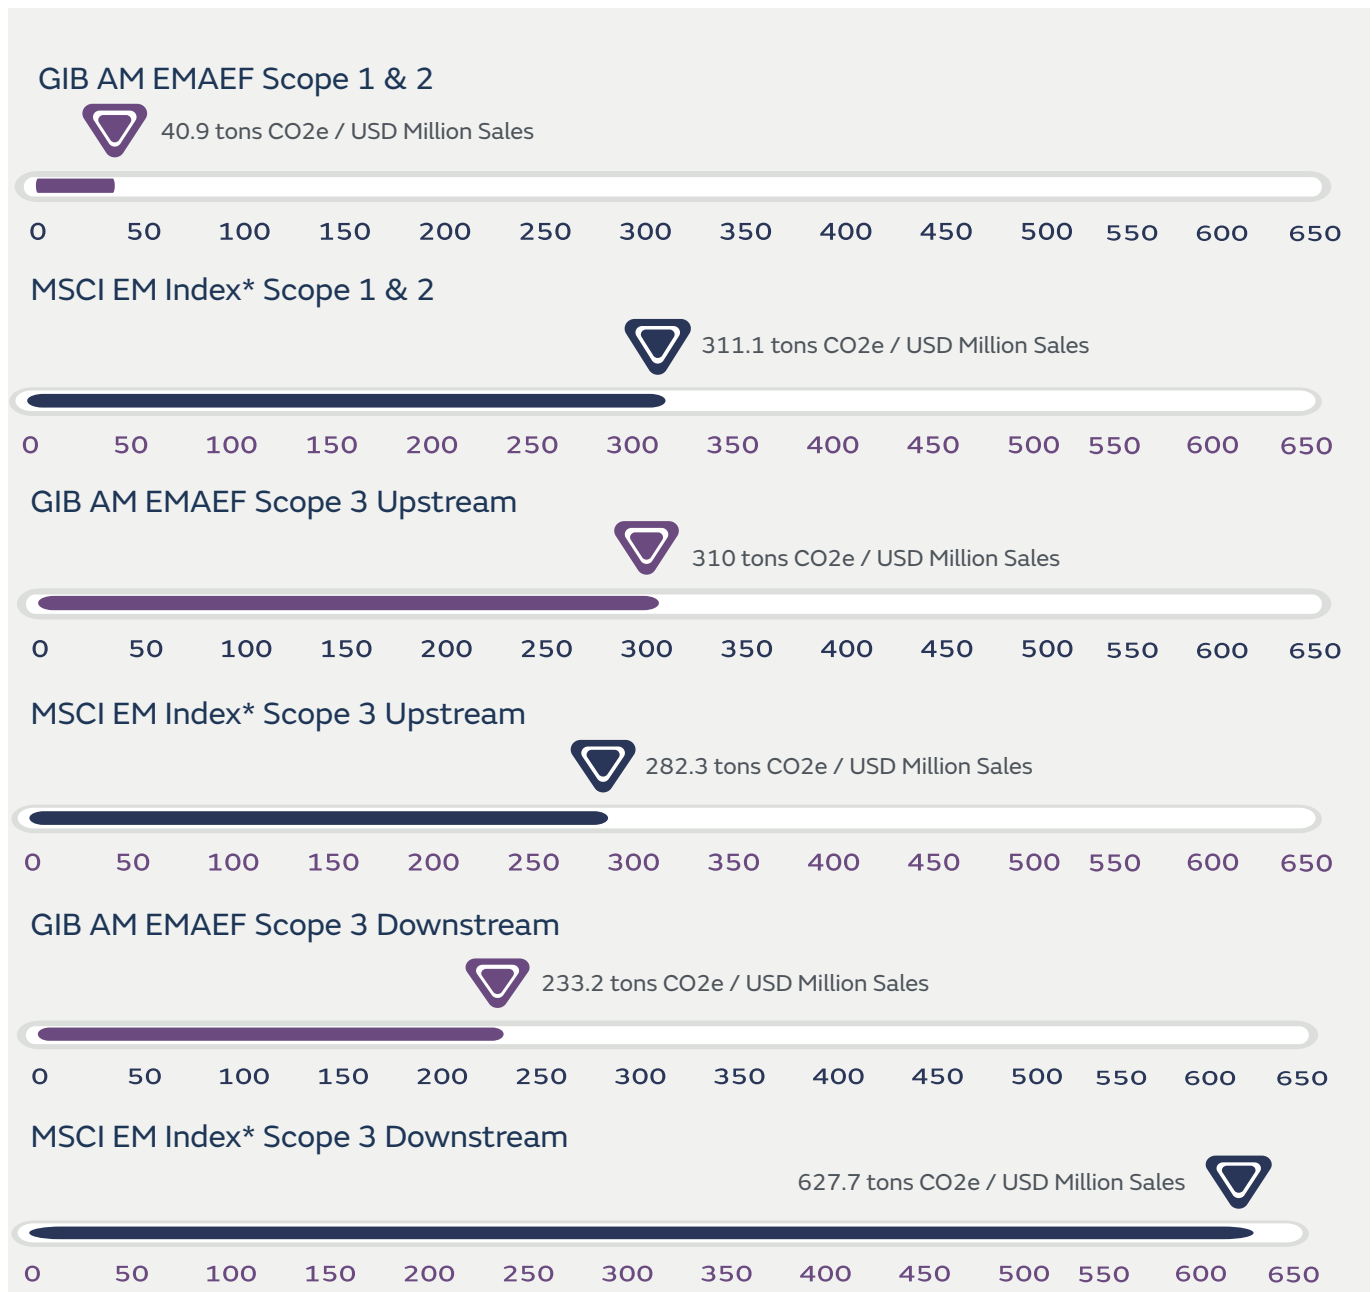 GIB AM EMAEF Scope 1 & 2
40.9 tons CO2e / USD Million Sales
0 50 100 150 200 250 300 350 400 450 500 550 600 650
MSCI EM Index* Scope 1 & 2
311.1 tons CO2e / USD Million Sales
0 50 100 150 200 250 300 350 400 450 500 550 600 650
GIB AM EMAEF Scope 3 Upstream
310 tons CO2e / USD Million Sales
0 50 100 150 200 250 300 350 400 450 500 550 600 650
MSCI EM Index* Scope 3 Upstream
282.3 tons CO2e / USD Million Sales
0 50 100 150 200 250 300 350 400 450 500 550 600 650
GIB AM EMAEF Scope 3 Downstream
233.2 tons CO2e / USD Million Sales
0 50 100 150 200 250 300 350 400 450 500 550 600 650
MSCI EM Index* Scope 3 Downstream
627.7 tons CO2e / USD Million Sales
0 50 100 150 200 250 300 350 400 450 500 550 600 650